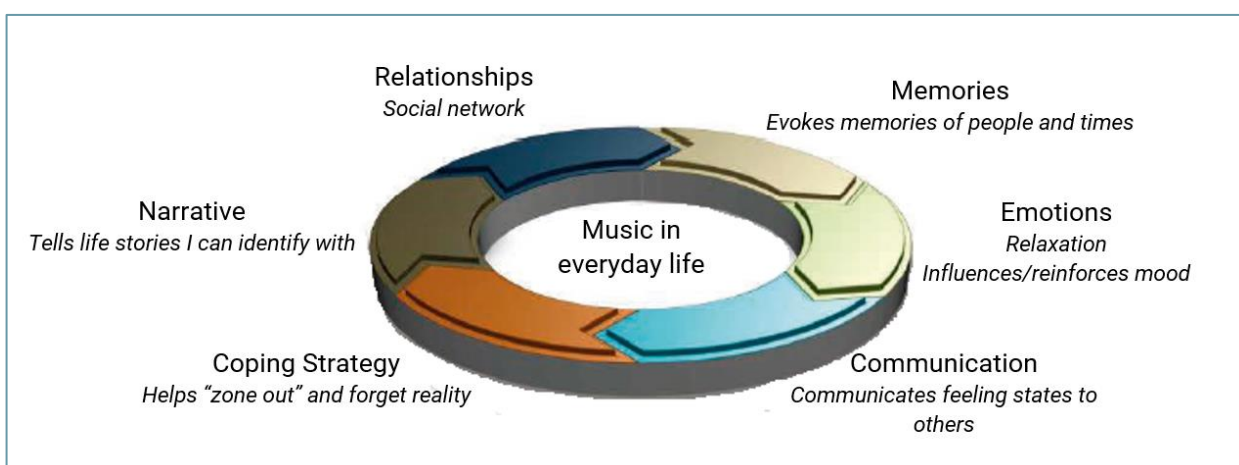 Relationships
Social network
Memories
Evokes memories of people and times
Narrative
Tells life stories I can identify with
Music in
everyday life
Emotions
Relaxation
Influences/reinforces mood
Coping Strategy
Helps “zone out” and forget reality
Communication
Communicates feeling states to
others